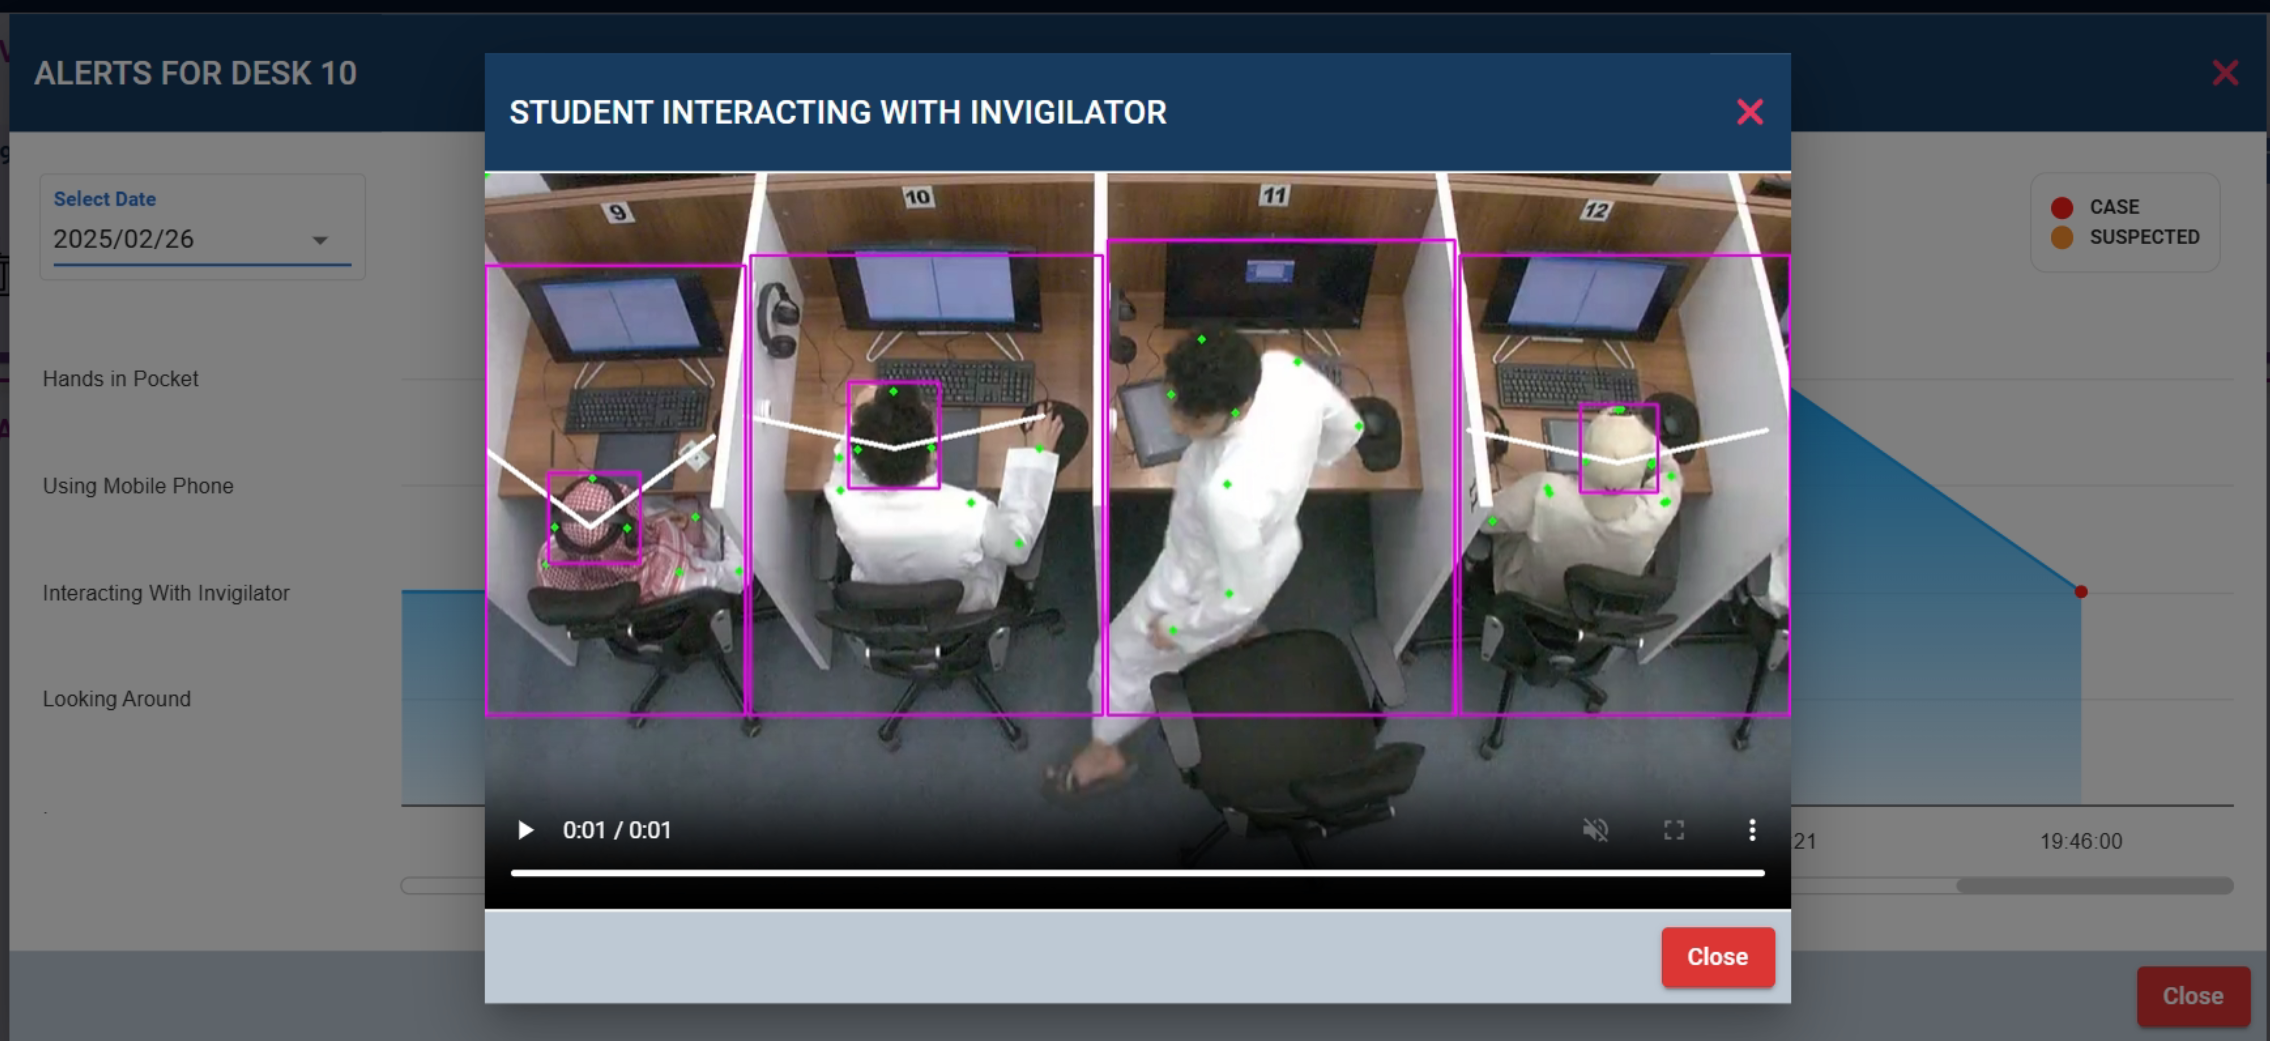 ALERTS FOR DESK 10
STUDENT INTERACTING WITH INVIGILATOR
Select Date
2025/02/26
CASE
SUSPECTED
9
10
11
12
Hands in Pocket
Using Mobile Phone
Interacting With Invigilator
Looking Around
.
0:01 / 0:01
21
19:46:00
Close
Close